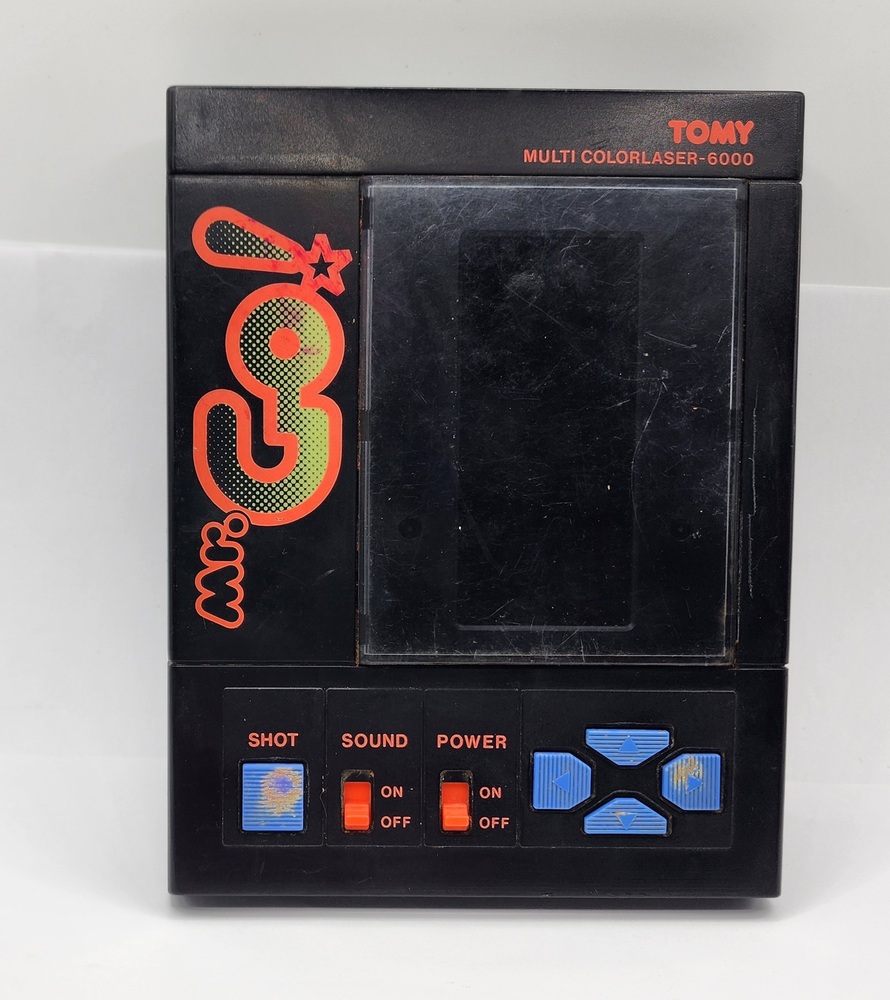 TOMY
MULTI COLORLASER-6000
mr. GO!
SHOT
SOUND
ON
OFF
POWER
ON
OFF